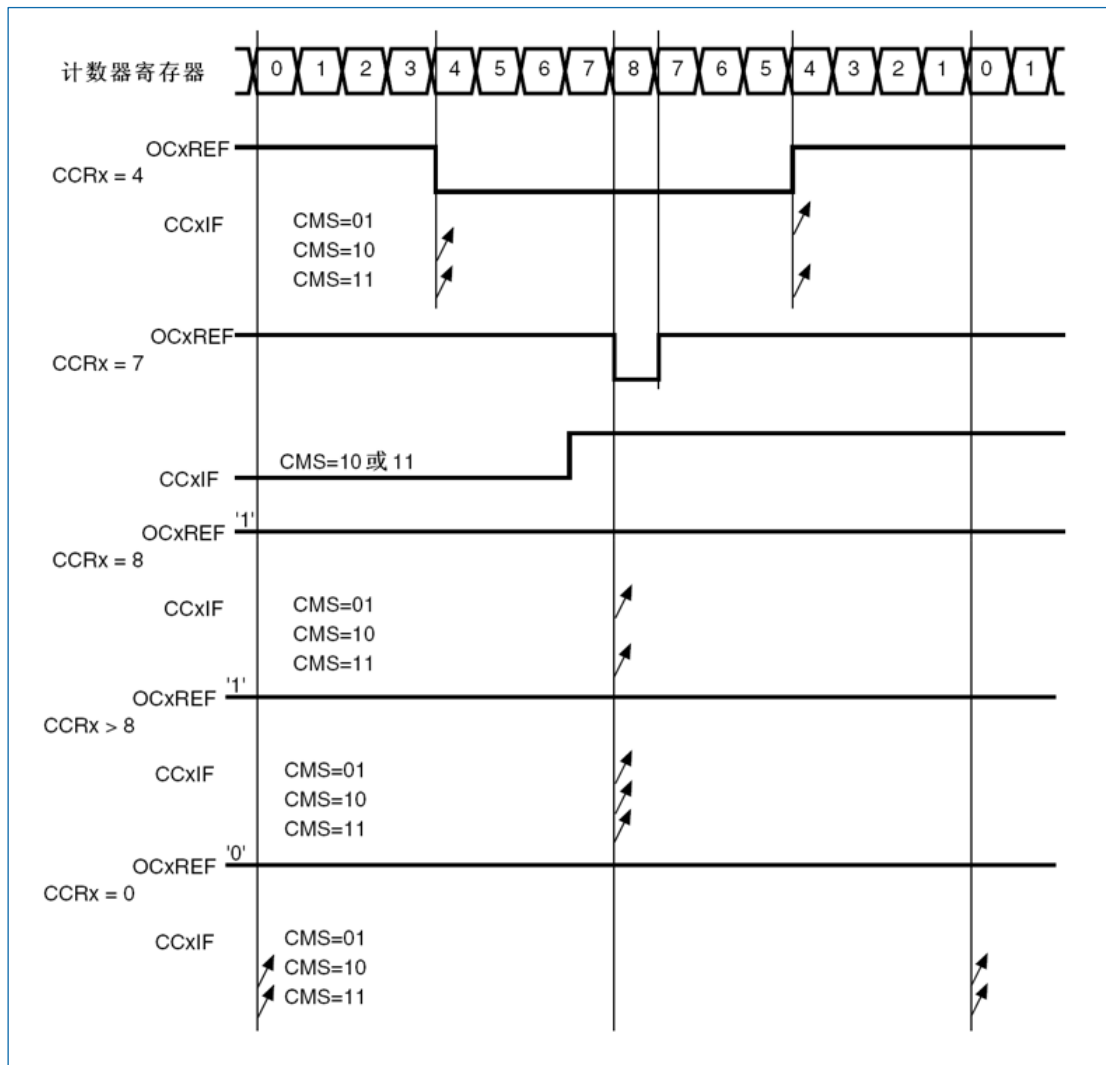 计数器寄存器 0 1 2 3 4 5 6 7 8 7 6 5 4 3 2 1 0 1
OCxREF
CCRx = 4
CCxIF
CMS=01
CMS=10
CMS=11
OCxREF
CCRx = 7
CMS=10 或 11
CCxIF
'1'
OCxREF
CCRx = 8
CCxIF
CMS=01
CMS=10
CMS=11
'1'
OCxREF
CCRx > 8
CCxIF
CMS=01
CMS=10
CMS=11
'0'
OCxREF
CCRx = 0
CCxIF
CMS=01
CMS=10
CMS=11